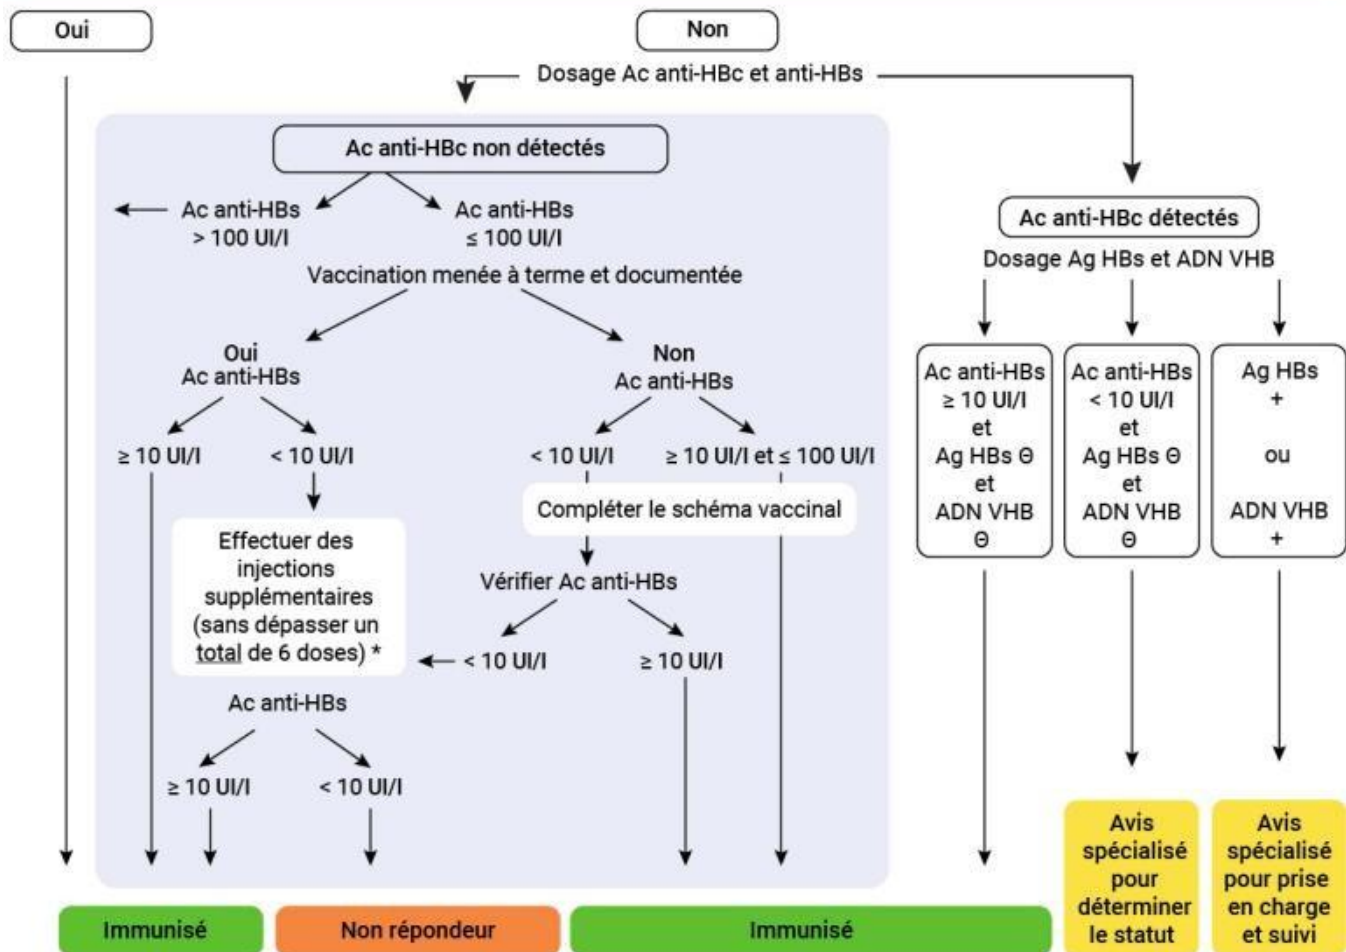 Oui
Non
Dosage Ac anti-HBc et anti-HBs
Ac anti-HBc non détectés
Ac anti-HBs
> 100 UI/l
Ac anti-HBs
≤ 100 UI/l
Vaccination menée à terme et documentée
Oui
Ac anti-HBs
Non
Ac anti-HBs
≥ 10 UI/l
< 10 UI/l
< 10 UI/l
≥ 10 UI/l et ≤ 100 UI/l
Compléter le schéma vaccinal
Effectuer des
injections
supplémentaires
(sans dépasser un
total de 6 doses) *
Vérifier Ac anti-HBs
< 10 UI/l
≥ 10 UI/l
Ac anti-HBs
≥ 10 UI/l
< 10 UI/l
Ac anti-HBc détectés
Dosage Ag HBs et ADN VHB
Ac anti-HBs
≥ 10 UI/l
et
Ag HBs Θ
et
ADN VHB
Θ
Ac anti-HBs
< 10 UI/l
et
Ag HBs Θ
et
ADN VHB
Θ
Ag HBs
+
ou
ADN VHB
+
Immunisé
Non répondeur
Immunisé
Avis
spécialisé
pour
déterminer
le statut
Avis
spécialisé
pour prise
en charge
et suivi